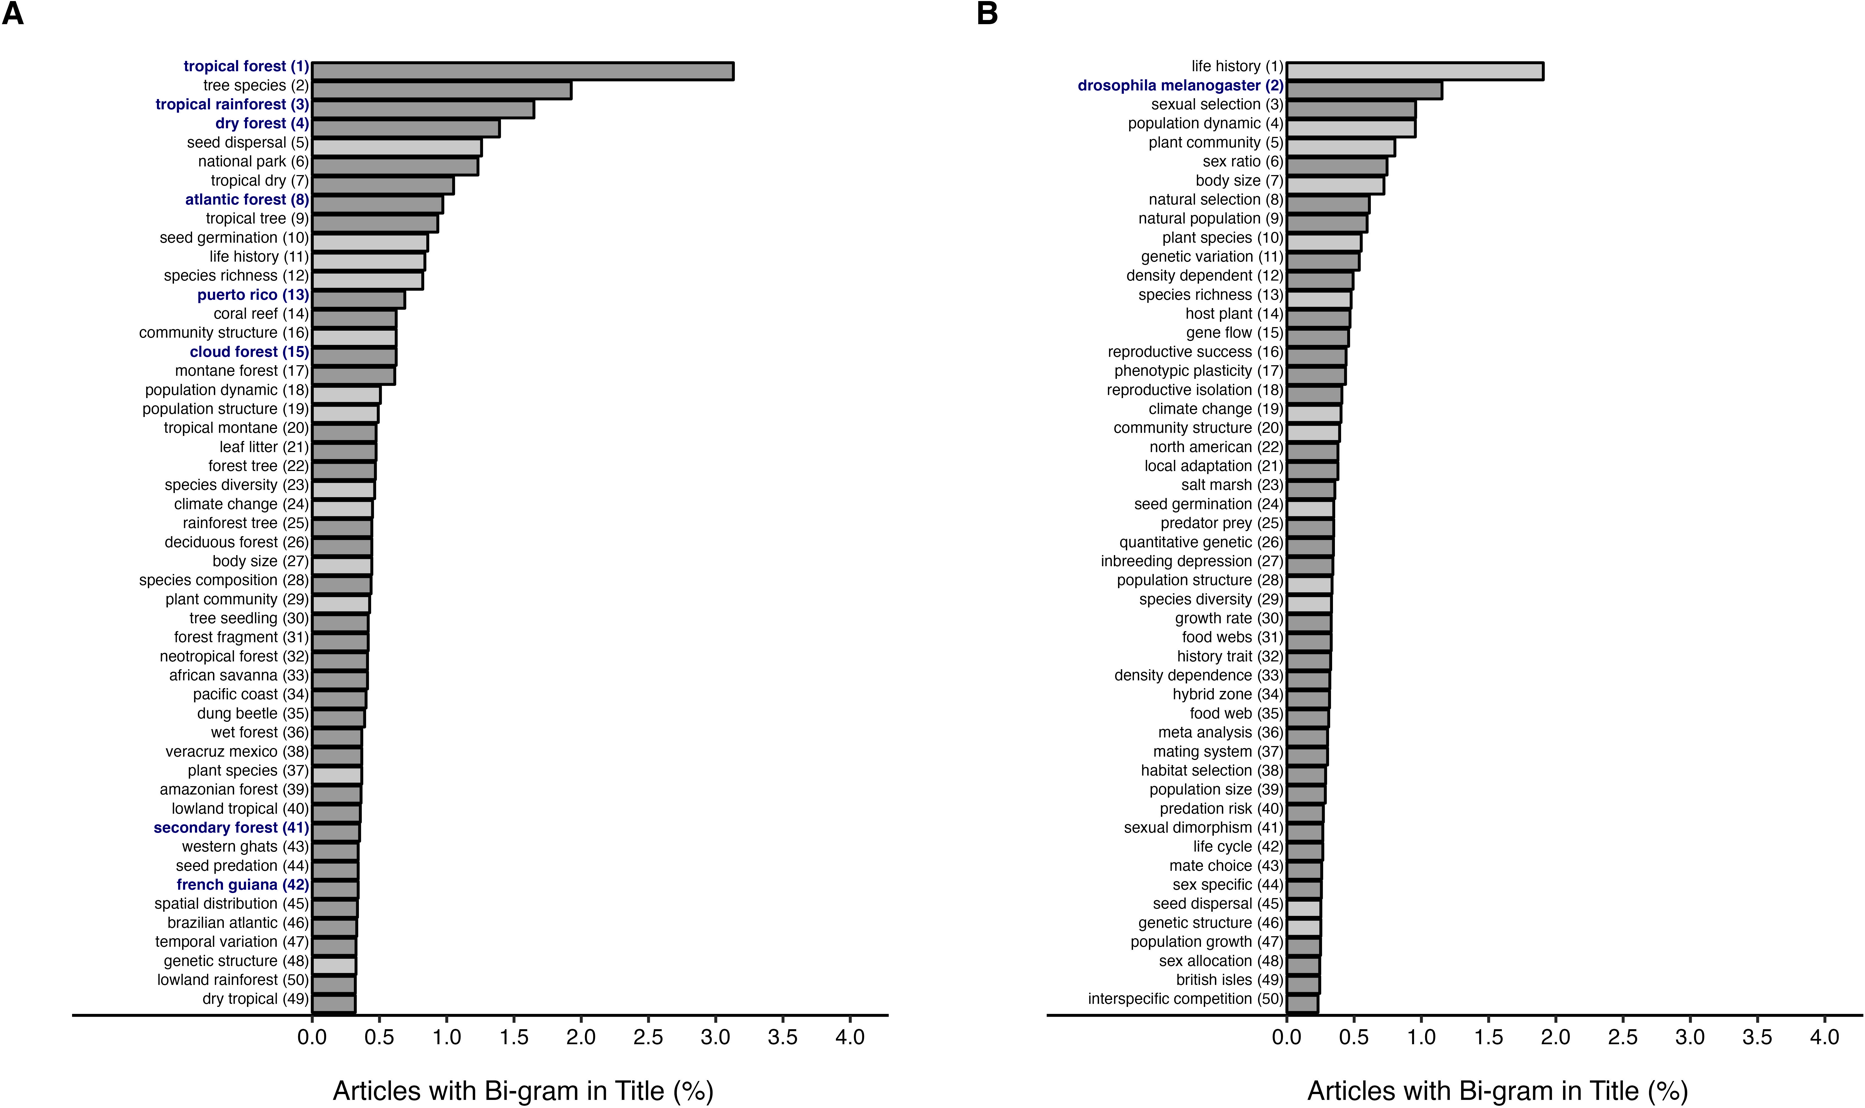 A
tropical forest (1)
tree species (2)
tropical rainforest (3)
dry forest (4)
seed dispersal (5)
national park (6)
tropical dry (7)
atlantic forest (8)
tropical tree (9)
seed germination (10)
life history (11)
species richness (12)
puerto rico (13)
coral reef (14)
community structure (16)
cloud forest (15)
montane forest (17)
population dynamic (18)
population structure (19)
tropical montane (20)
leaf litter (21)
forest tree (22)
species diversity (23)
climate change (24)
rainforest tree (25)
deciduous forest (26)
body size (27)
species composition (28)
plant community (29)
tree seedling (30)
forest fragment (31)
neotropical forest (32)
african savanna (33)
pacific coast (34)
dung beetle (35)
wet forest (36)
veracruz mexico (38)
plant species (37)
amazonian forest (39)
lowland tropical (40)
secondary forest (41)
western ghats (43)
seed predation (44)
french guiana (42)
spatial distribution (45)
brazilian atlantic (46)
temporal variation (47)
genetic structure (48)
lowland rainforest (50)
dry tropical (49)
0.0 0.5 1.0 1.5 2.0 2.5 3.0 3.5 4.0
Articles with Bi-gram in Title (%)
B
life history (1)
drosophila melanogaster (2)
sexual selection (3)
population dynamic (4)
plant community (5)
sex ratio (6)
body size (7)
natural selection (8)
natural population (9)
plant species (10)
genetic variation (11)
density dependent (12)
species richness (13)
host plant (14)
gene flow (15)
reproductive success (16)
phenotypic plasticity (17)
reproductive isolation (18)
climate change (19)
community structure (20)
north american (22)
local adaptation (21)
salt marsh (23)
seed germination (24)
predator prey (25)
quantitative genetic (26)
inbreeding depression (27)
population structure (28)
species diversity (29)
growth rate (30)
food webs (31)
history trait (32)
density dependence (33)
hybrid zone (34)
food web (35)
meta analysis (36)
mating system (37)
habitat selection (38)
population size (39)
predation risk (40)
sexual dimorphism (41)
life cycle (42)
mate choice (43)
sex specific (44)
seed dispersal (45)
genetic structure (46)
population growth (47)
sex allocation (48)
british isles (49)
interspecific competition (50)
0.0 0.5 1.0 1.5 2.0 2.5 3.0 3.5 4.0
Articles with Bi-gram in Title (%)